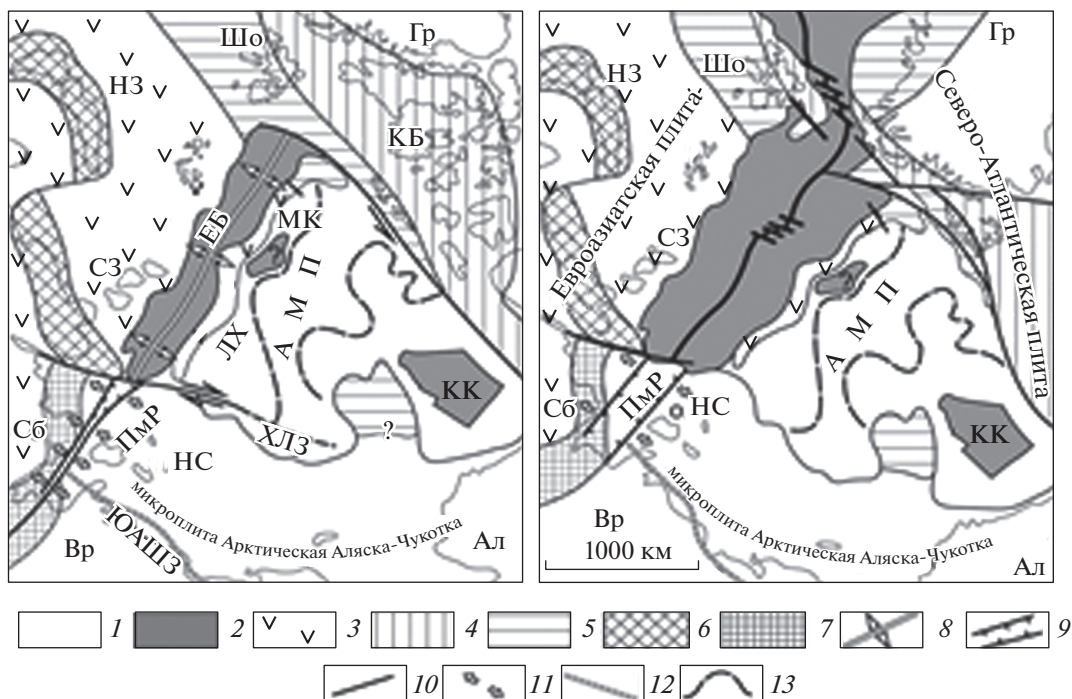 Шо
Гр
НЗ
КБ
ЕБ
МК
СЗ
ЛХ
АМП
КК
?
Сб
ПмР
ХЛЗ
НС
микроплита Арктическая Аляска-Чукотка
Вр
ЮАШЗ
Ал
Шо
Гр
НЗ
Евроазиатская плита
Северо-Атлантическая плита
СЗ
АМП
КК
Сб
ПмР
НС
микроплита Арктическая Аляска-Чукотка
Вр
1000 км
Ал
1 2 3 4 5 6 7 8 9
10 11 12 13